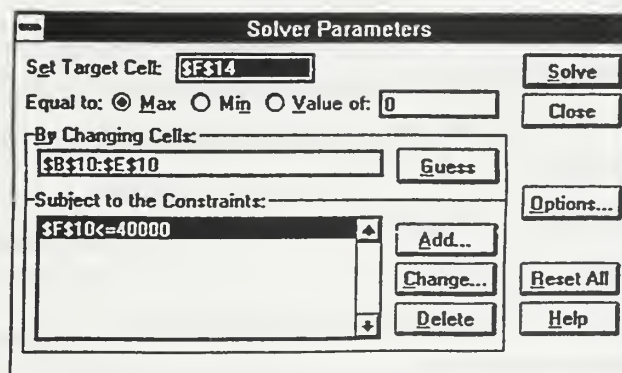 Solver Parameters
Set Target Cell: $F$14
Solve
Equal to: Max Min Value of: 0
Close
By Changing Cells:
$B$10:$E$10
Guess
Subject to the Constraints:
Options...
$F$10<=40000
Add...
Change...
Reset All
Delete
Help